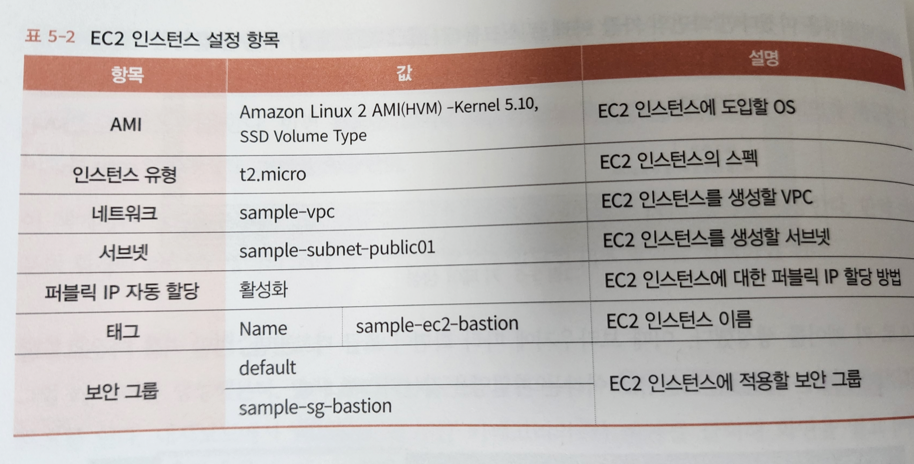 표 5-2 EC2 인스턴스 설정 항목
항목 값 설명
AMI Amazon Linux 2 AMI(HVM) -Kernel 5.10, SSD Volume Type EC2 인스턴스에 도입할 OS
인스턴스 유형 t2.micro EC2 인스턴스의 스펙
네트워크 sample-vpc EC2 인스턴스를 생성할 VPC
서브넷 sample-subnet-public01 EC2 인스턴스를 생성할 서브넷
퍼블릭 IP 자동 할당 활성화 EC2 인스턴스에 대한 퍼블릭 IP 할당 방법
태그 Name sample-ec2-bastion EC2 인스턴스 이름
보안 그룹 default sample-sg-bastion EC2 인스턴스에 적용할 보안 그룹